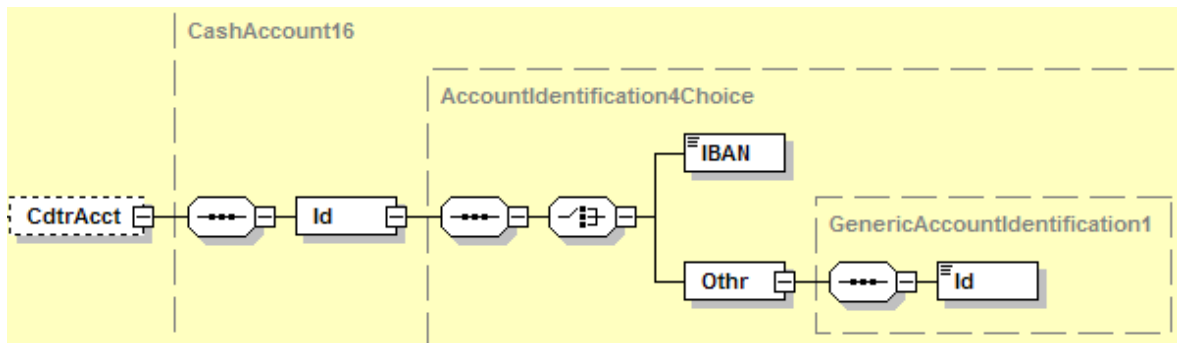 CashAccount16
AccountIdentification4Choice
IBAN
CdtrAcct
Id
GenericAccountIdentification1
Othr
Id